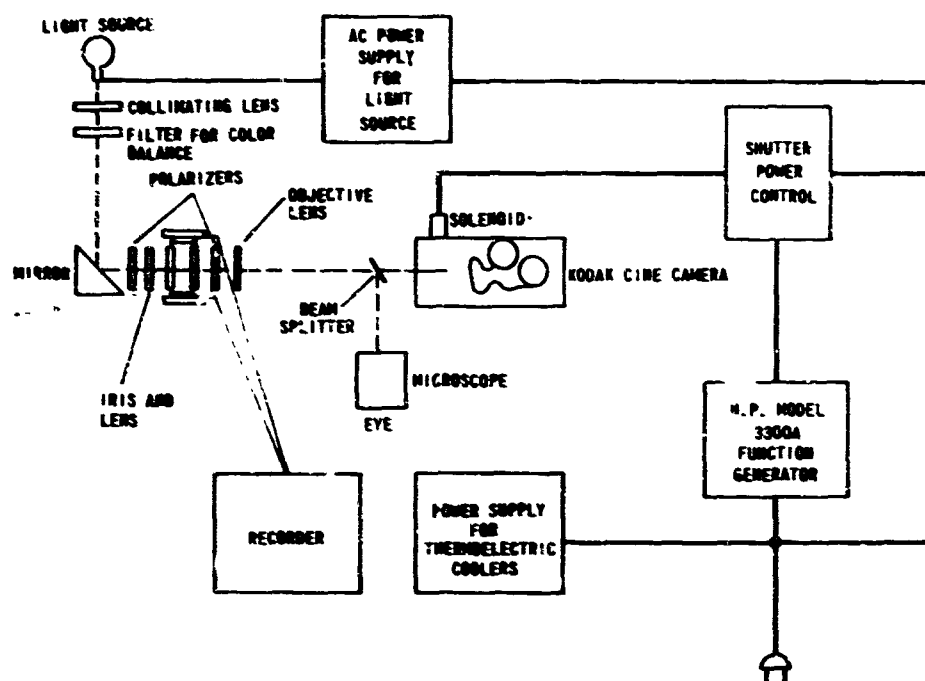 LIGHT SOURCE
AC POWER
SUPPLY
FOR
LIGHT
SOURCE
COLLIMATING LENS
FILTER FOR COLOR
BALANCE
POLARIZERS
OBJECTIVE
LENS
SHUTTER
POWER
CONTROL
SOLENOID
MIRROR
KODAK CINE CAMERA
BEAM
SPLITTER
MICROSCOPE
EYE
IRIS AND
LENS
H.P. MODEL
3300A
FUNCTION
GENERATOR
RECORDER
POWER SUPPLY
FOR
THERMOELECTRIC
COOLERS